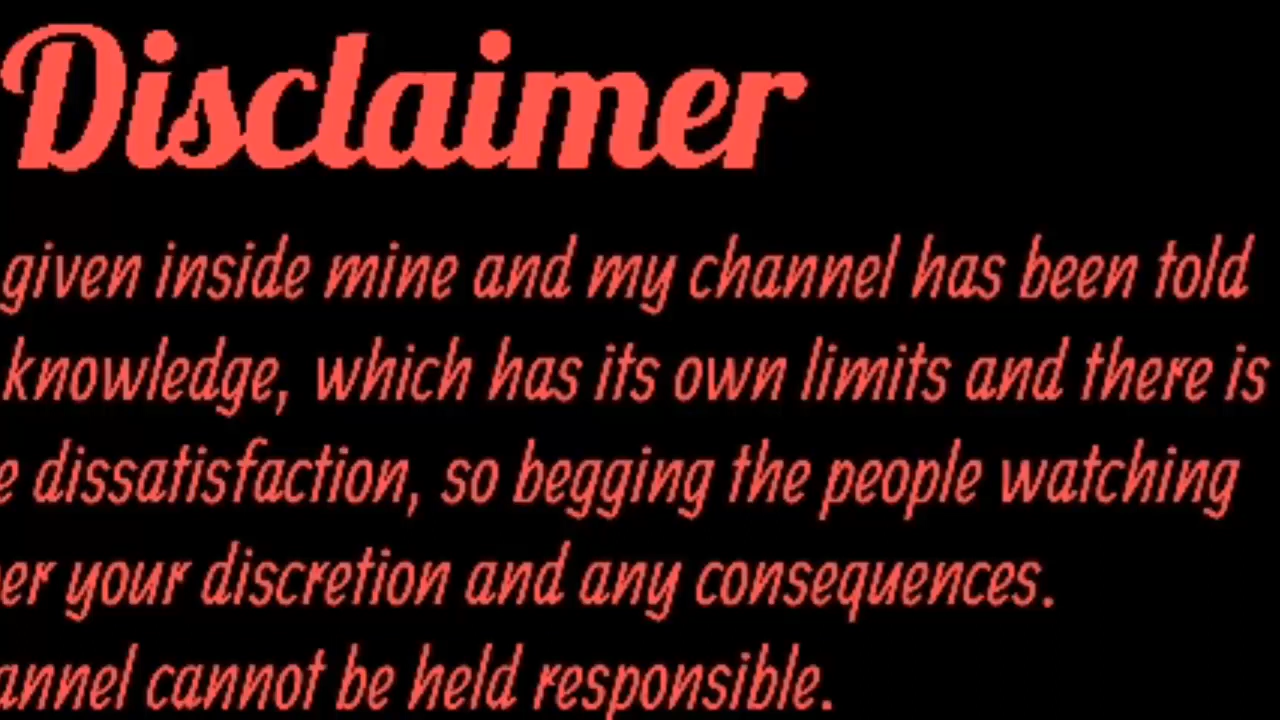 Disclaimer
given inside mine and my channel has been told
knowledge, which has its own limits and there is
dissatisfaction, so begging the people watching
your discretion and any consequences.
cannot be held responsible.